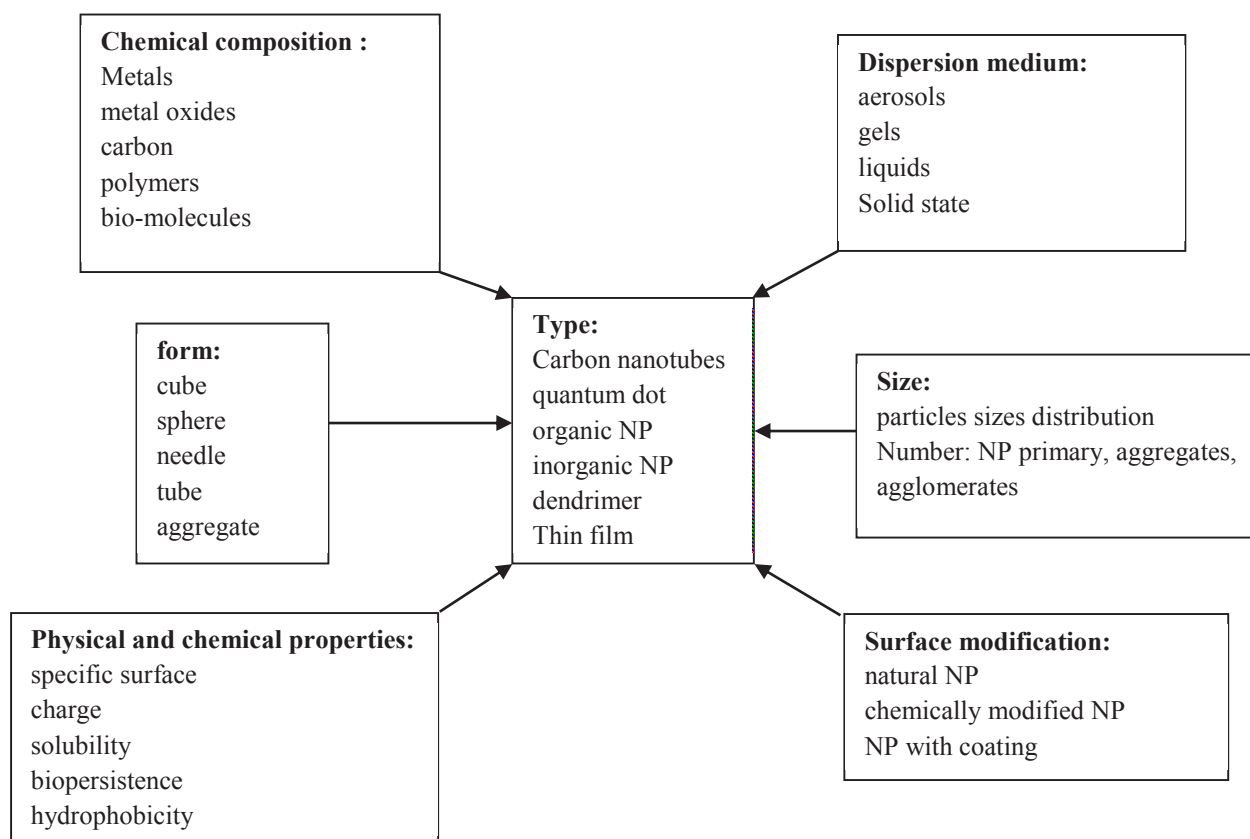 Chemical composition :
Metals
metal oxides
carbon
polymers
bio-molecules
Dispersion medium:
aerosols
gels
liquids
Solid state
form:
cube
sphere
needle
tube
aggregate
Type:
Carbon nanotubes
quantum dot
organic NP
inorganic NP
dendrimer
Thin film
Size:
particles sizes distribution
Number: NP primary, aggregates,
agglomerates
Physical and chemical properties:
specific surface
charge
solubility
biopersistence
hydrophobicity
Surface modification:
natural NP
chemically modified NP
NP with coating